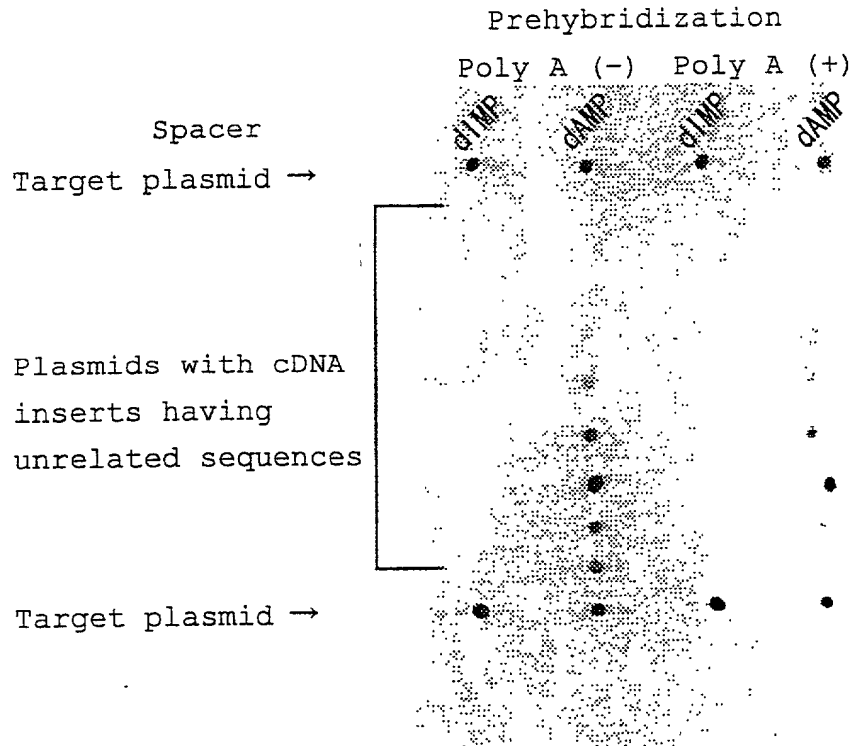 Prehybridization
Poly A (-) Poly A (+)
dIMP dAMP dIMP dAMP
Spacer
Target plasmid →
Plasmids with cDNA
inserts having
unrelated sequences
Target plasmid →